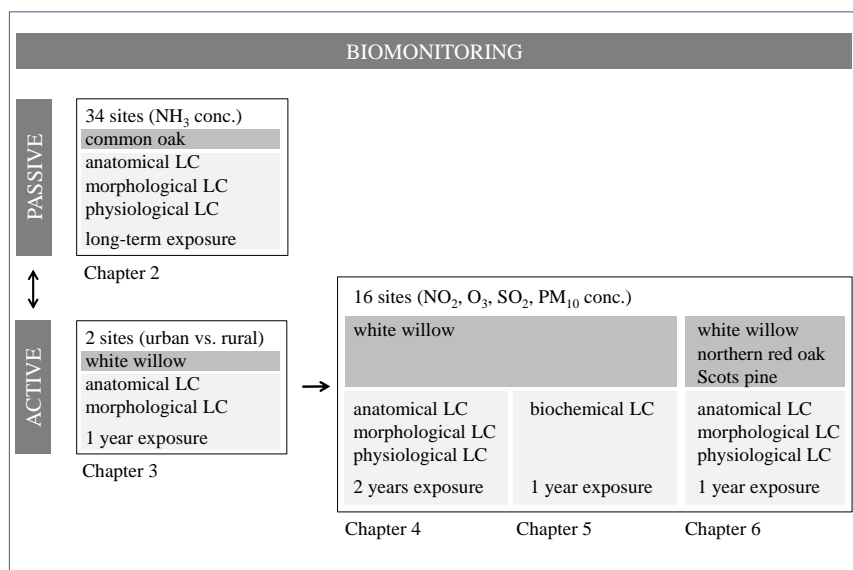 BIOMONITORING
PASSIVE
34 sites (NH₃ conc.)
common oak
anatomical LC
morphological LC
physiological LC
long-term exposure
Chapter 2
ACTIVE
2 sites (urban vs. rural)
white willow
anatomical LC
morphological LC
1 year exposure
Chapter 3
16 sites (NO₂, O₃, SO₂, PM₁₀ conc.)
white willow
anatomical LC
morphological LC
physiological LC
2 years exposure
Chapter 4
biochemical LC
1 year exposure
Chapter 5
white willow
northern red oak
Scots pine
anatomical LC
morphological LC
physiological LC
1 year exposure
Chapter 6